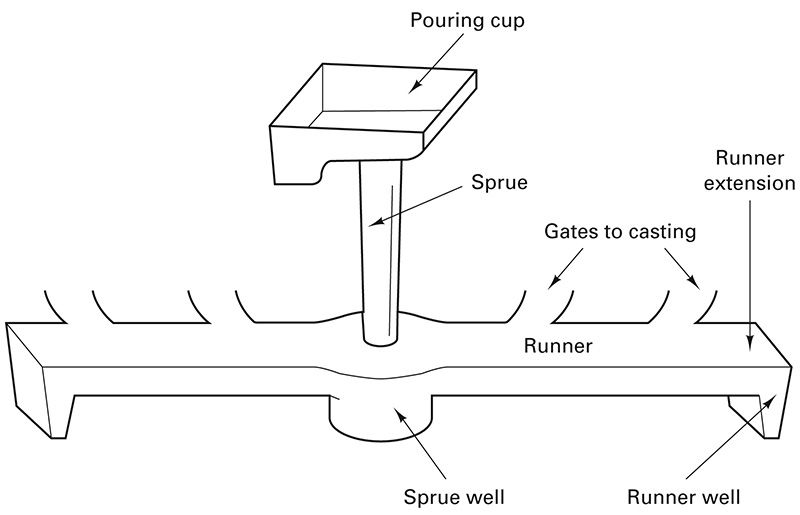 Pouring cup
Sprue
Runner
extension
Gates to casting
Runner
Sprue well
Runner well